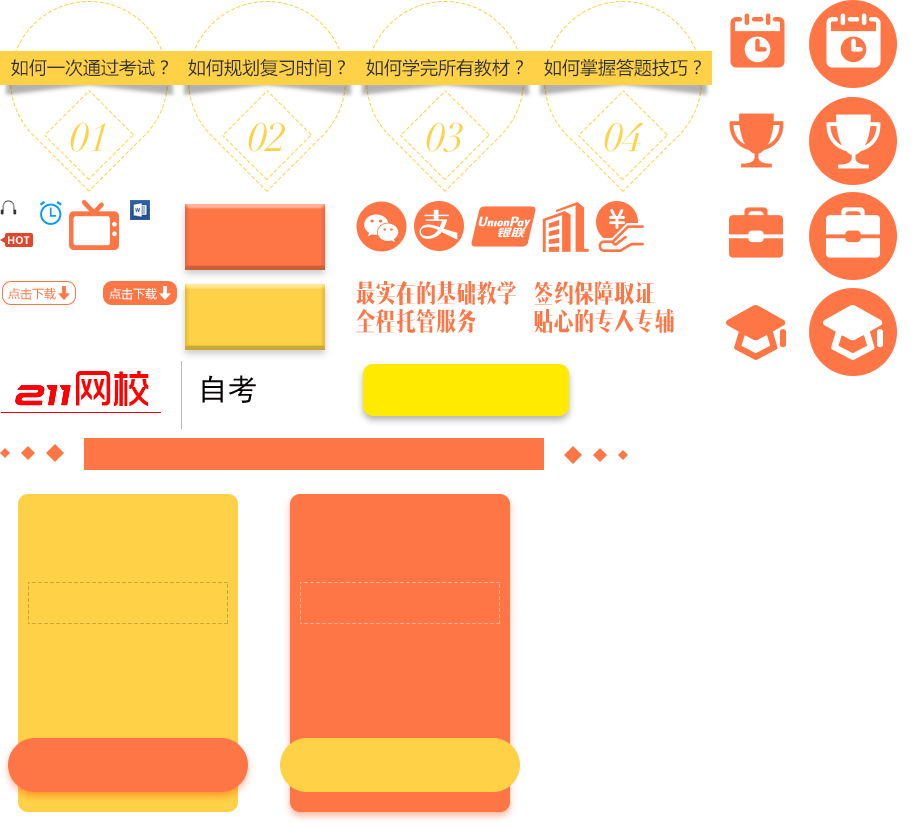 如何一次通过考试？
如何规划复习时间？
如何学完所有教材？
如何掌握答题技巧？
01
02
03
04
W
HOT
UnionPay
银联
点击下载
点击下载
最实在的基础教学
全程托管服务
签约保障取证
贴心的专人专辅
211网校
自考